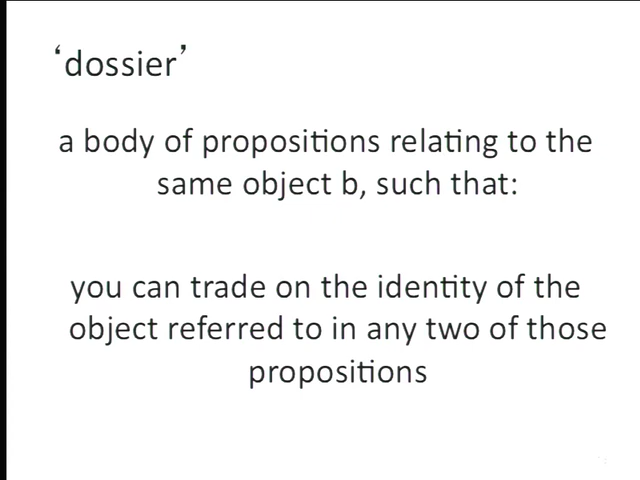 ‘dossier’
a body of propositions relating to the
same object b, such that:
you can trade on the identity of the
object referred to in any two of those
propositions